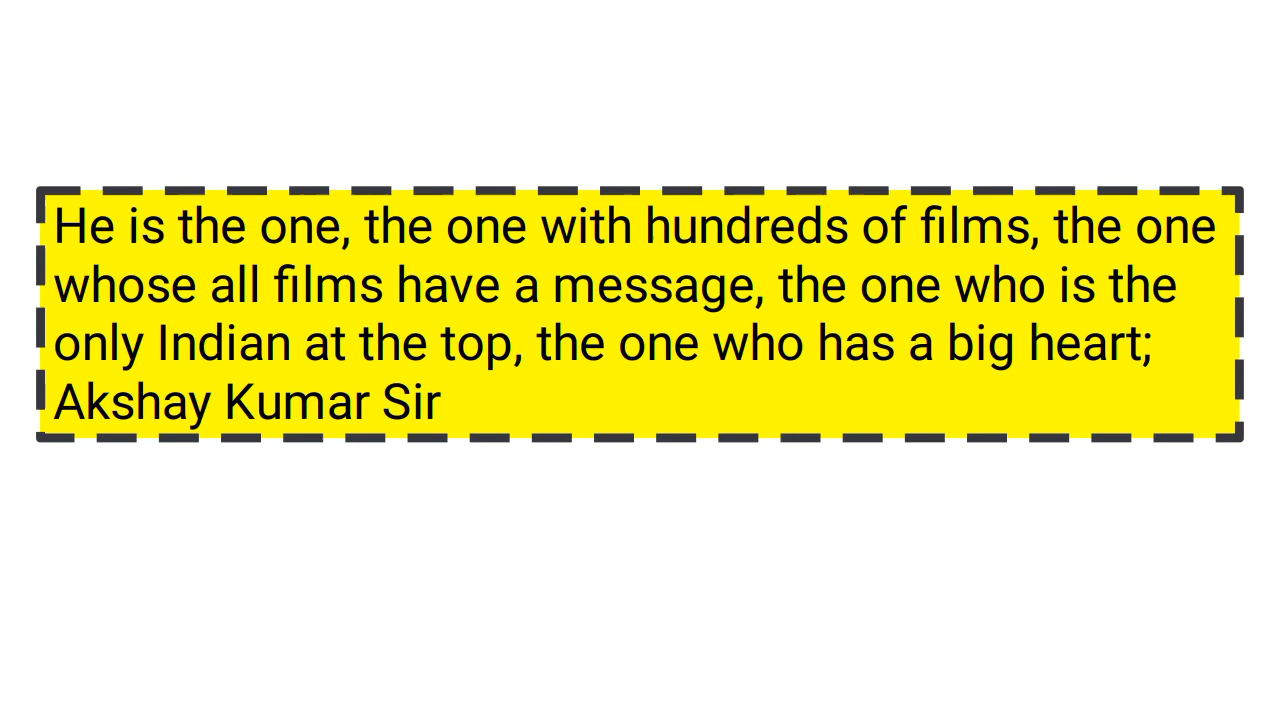 He is the one, the one with hundreds of films, the one
whose all films have a message, the one who is the
only Indian at the top, the one who has a big heart;
Akshay Kumar Sir